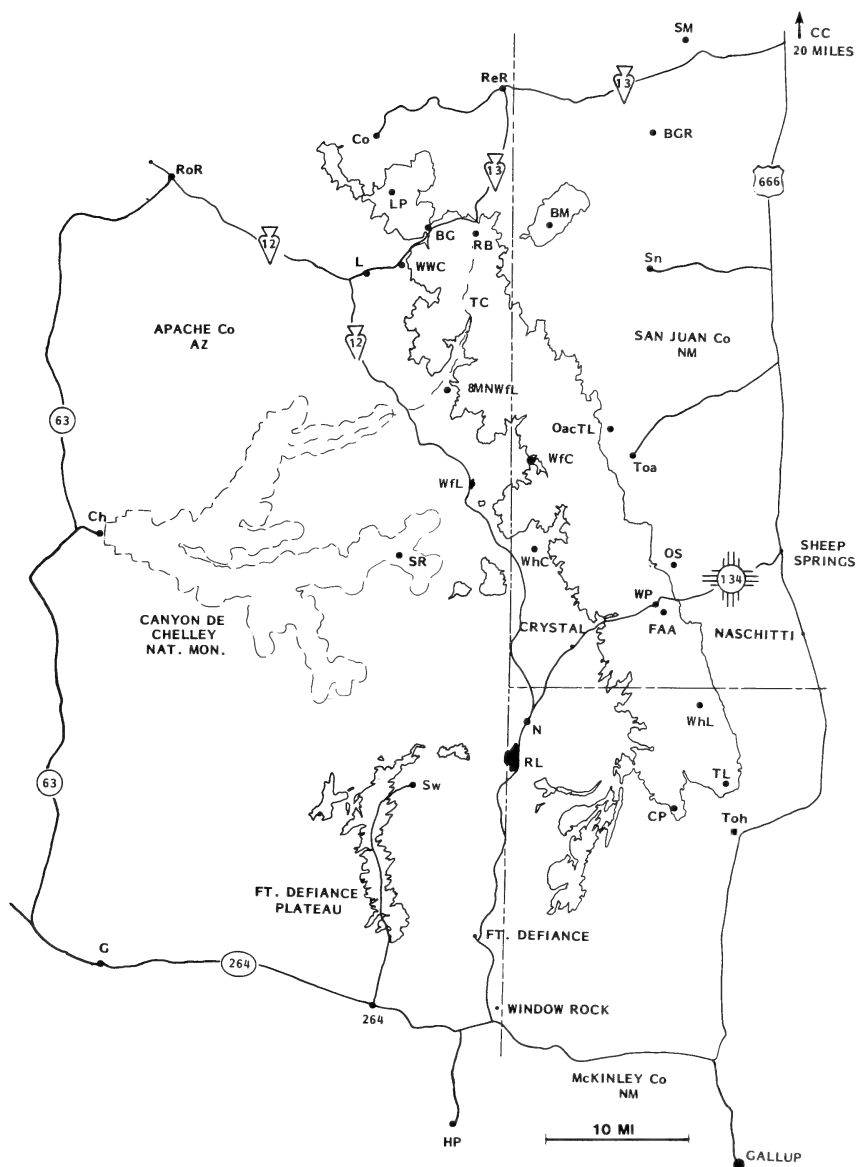 SM
CC
20 MILES
ReR
13
Co
BGR
13
RoR
666
LP
BM
BG
RB
12
L
WWC
Sn
TC
APACHE Co
AZ
12
SAN JUAN Co
NM
8MNWfL
63
OacTL
WfC
Toa
WfL
Ch
SR
WhC
OS
SHEEP
SPRINGS
134
WP
CANYON DE
CHELLEY
NAT. MON.
CRYSTAL
FAA
NASCHITTI
WhL
N
RL
63
Sw
TL
CP
Toh
FT. DEFIANCE
PLATEAU
FT. DEFIANCE
G
264
264
WINDOW ROCK
McKINLEY Co
NM
10 MI
HP
GALLUP